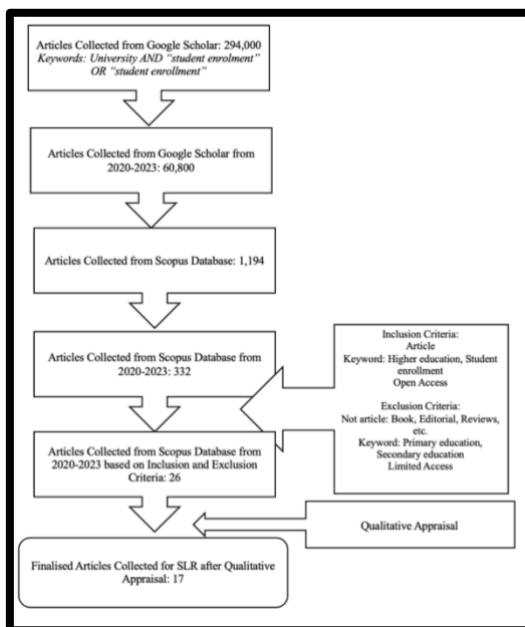 Articles Collected from Google Scholar: 294,000
Keywords: University AND "student enrolment"
OR "student enrollment"
Articles Collected from Google Scholar from
2020-2023: 60,800
Articles Collected from Scopus Database: 1,194
Articles Collected from Scopus Database from
2020-2023: 332
Inclusion Criteria:
Article
Keyword: Higher education, Student
enrollment
Open Access
Exclusion Criteria:
Not article: Book, Editorial, Reviews,
etc.
Keyword: Primary education,
Secondary education
Limited Access
Articles Collected from Scopus Database from
2020-2023 based on Inclusion and Exclusion
Criteria: 26
Qualitative Appraisal
Finalised Articles Collected for SLR after Qualitative
Appraisal: 17